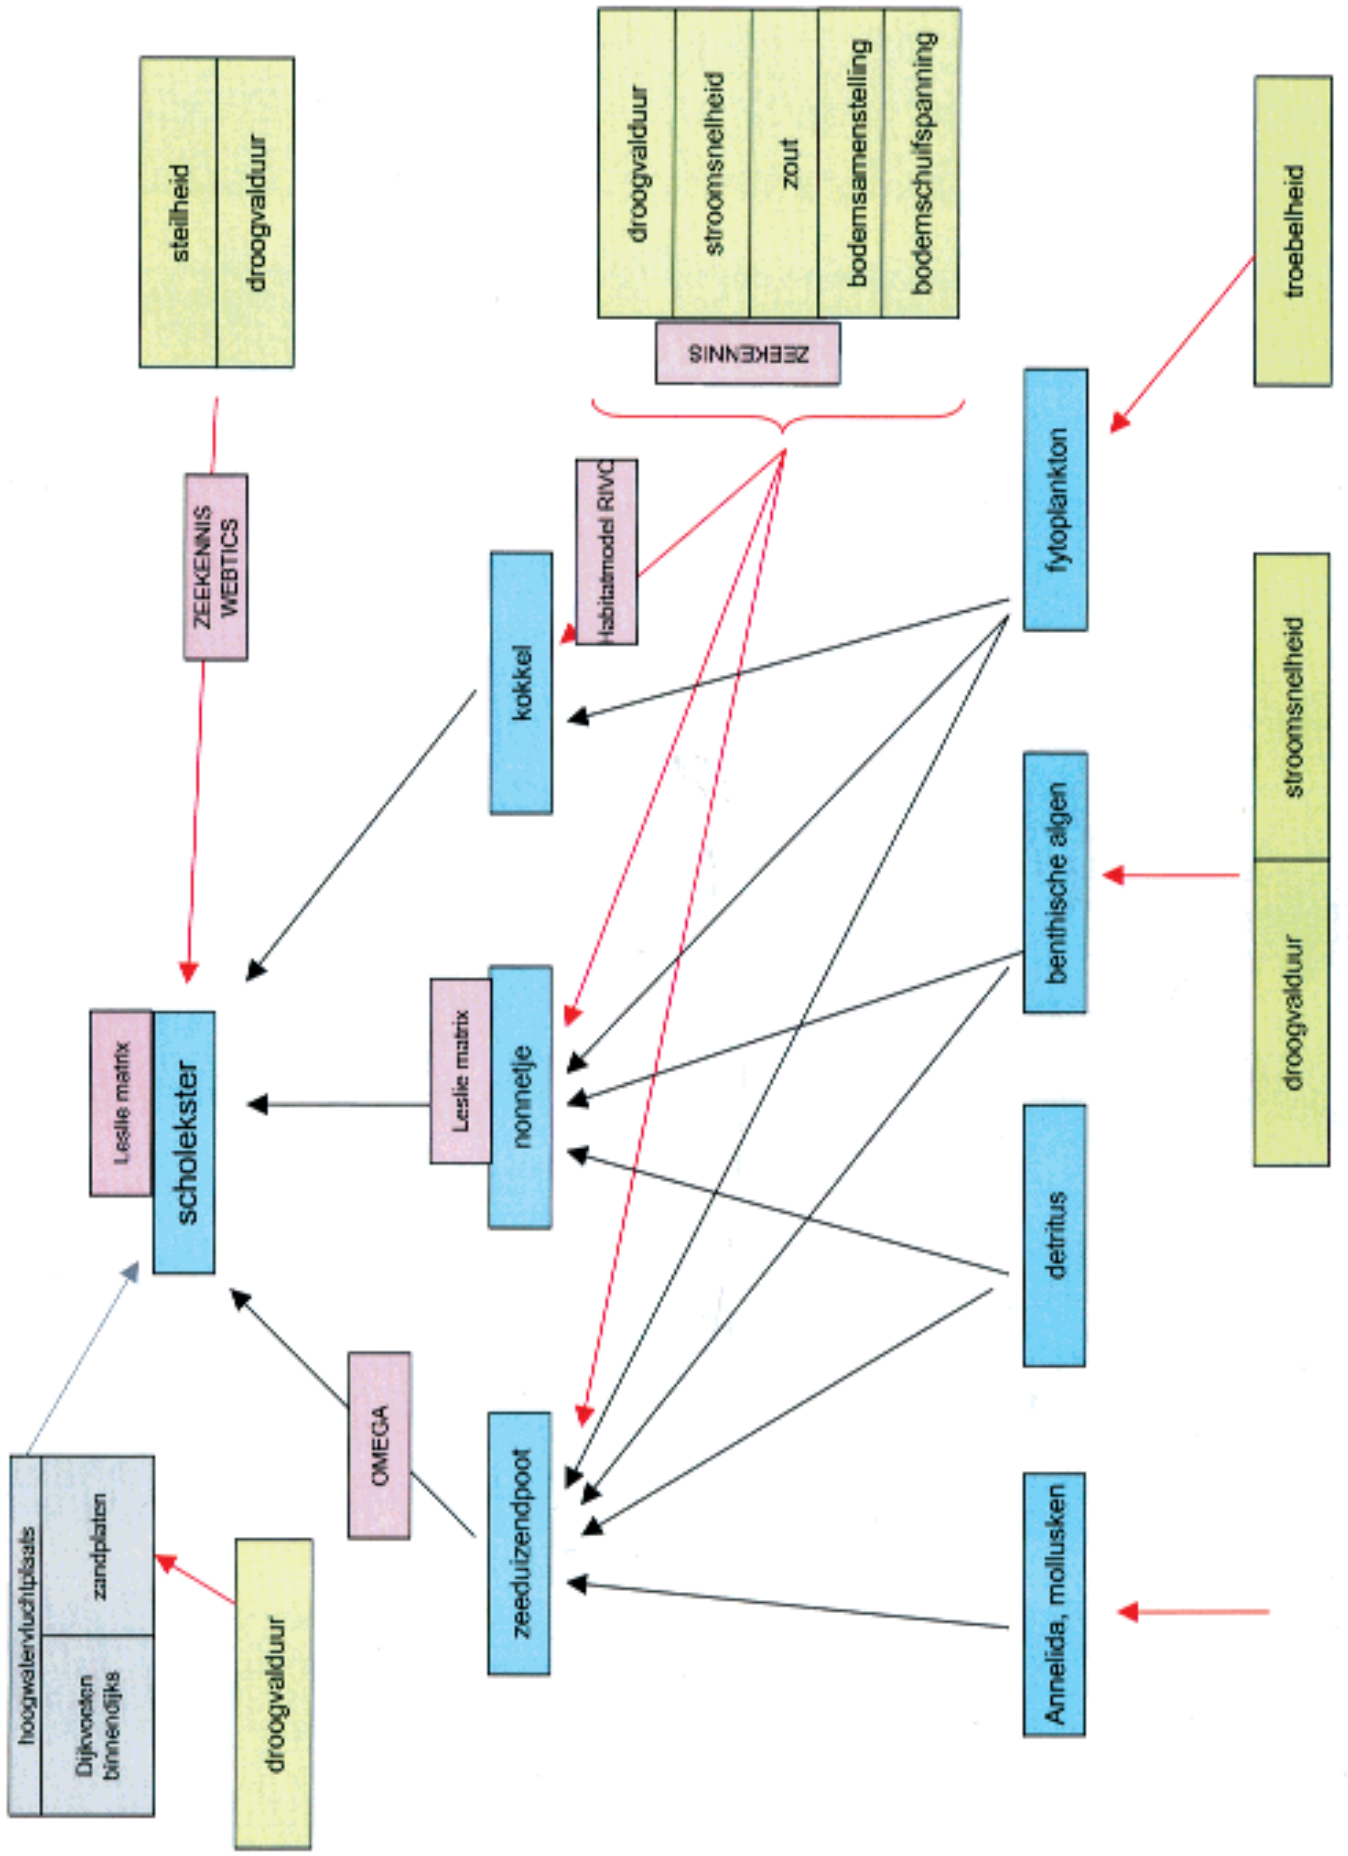 hoogwatervluchtplaats
Dijkvoeten
binnendijks
zandplaten
droogvalduur
Leslie matrix
scholekster
ZEEKENNIS
WEBTICS
steilheid
droogvalduur
OMEGA
zeeduizendpoot
Leslie matrix
nonnetje
kokkel
Habitatmodel RIVO
ZEEKENNIS
droogvalduur
stroomsnelheid
zout
bodemsamenstelling
bodemschuifspanning
Annelida, mollusken
detritus
benthische algen
fytoplankton
droogvalduur
stroomsnelheid
troebelheid